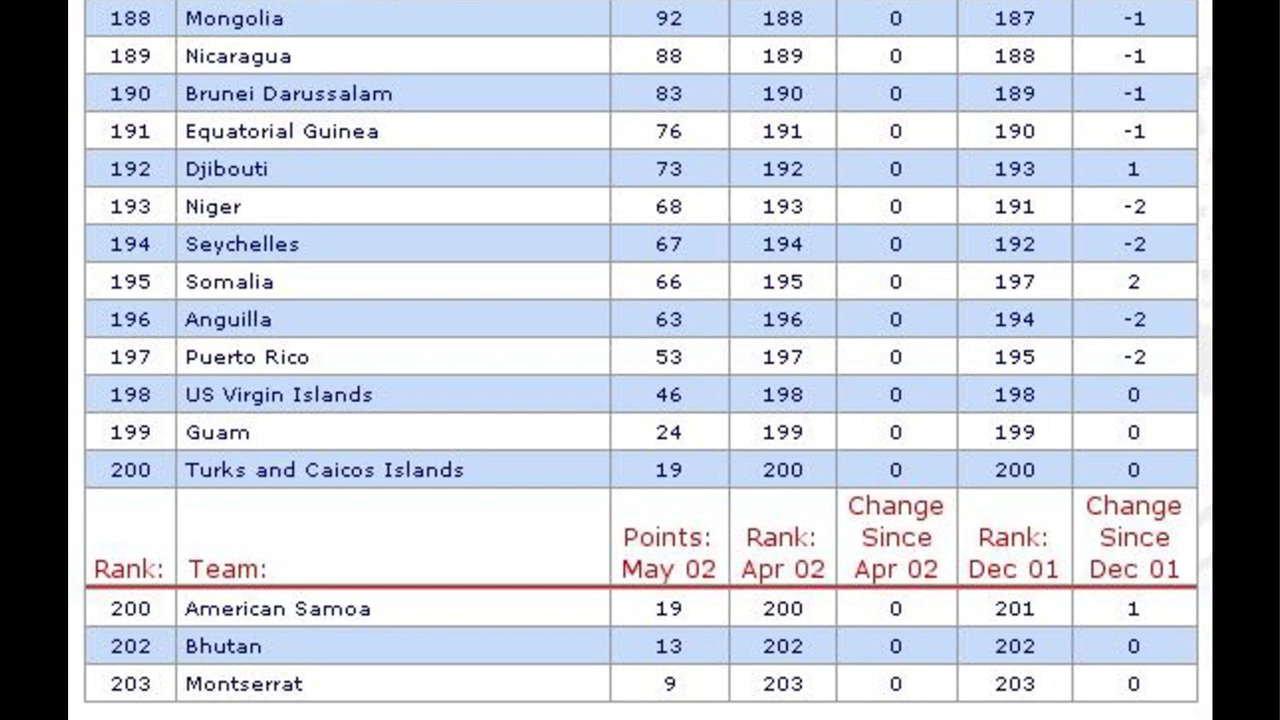 188 Mongolia 92 188 0 187 -1
189 Nicaragua 88 189 0 188 -1
190 Brunei Darussalam 83 190 0 189 -1
191 Equatorial Guinea 76 191 0 190 -1
192 Djibouti 73 192 0 193 1
193 Niger 68 193 0 191 -2
194 Seychelles 67 194 0 192 -2
195 Somalia 66 195 0 197 2
196 Anguilla 63 196 0 194 -2
197 Puerto Rico 53 197 0 195 -2
198 US Virgin Islands 46 198 0 198 0
199 Guam 24 199 0 199 0
200 Turks and Caicos Islands 19 200 0 200 0
Change Change
Points: Rank: Since Rank: Since
Rank: Team: May 02 Apr 02 Apr 02 Dec 01 Dec 01
200 American Samoa 19 200 0 201 1
202 Bhutan 13 202 0 202 0
203 Montserrat 9 203 0 203 0